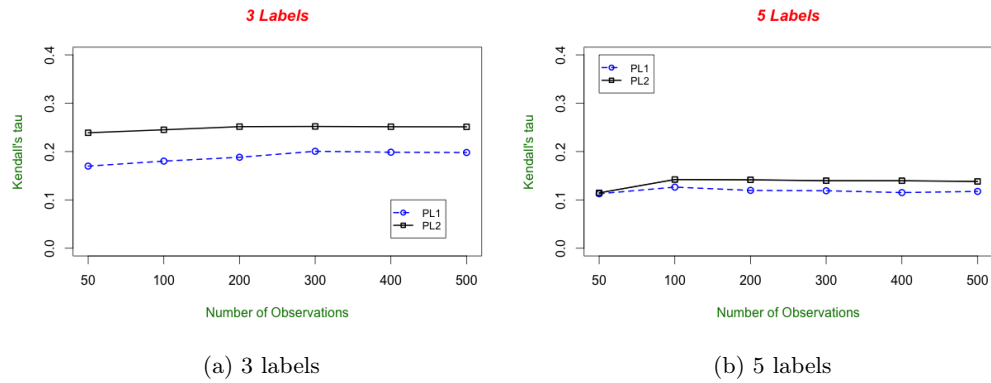 3 Labels
Kendall's tau
0.4
0.3
0.2
0.1
0.0
PL1
PL2
50 100 200 300 400 500
Number of Observations
(a) 3 labels
5 Labels
Kendall's tau
0.4
0.3
0.2
0.1
0.0
PL1
PL2
50 100 200 300 400 500
Number of Observations
(b) 5 labels